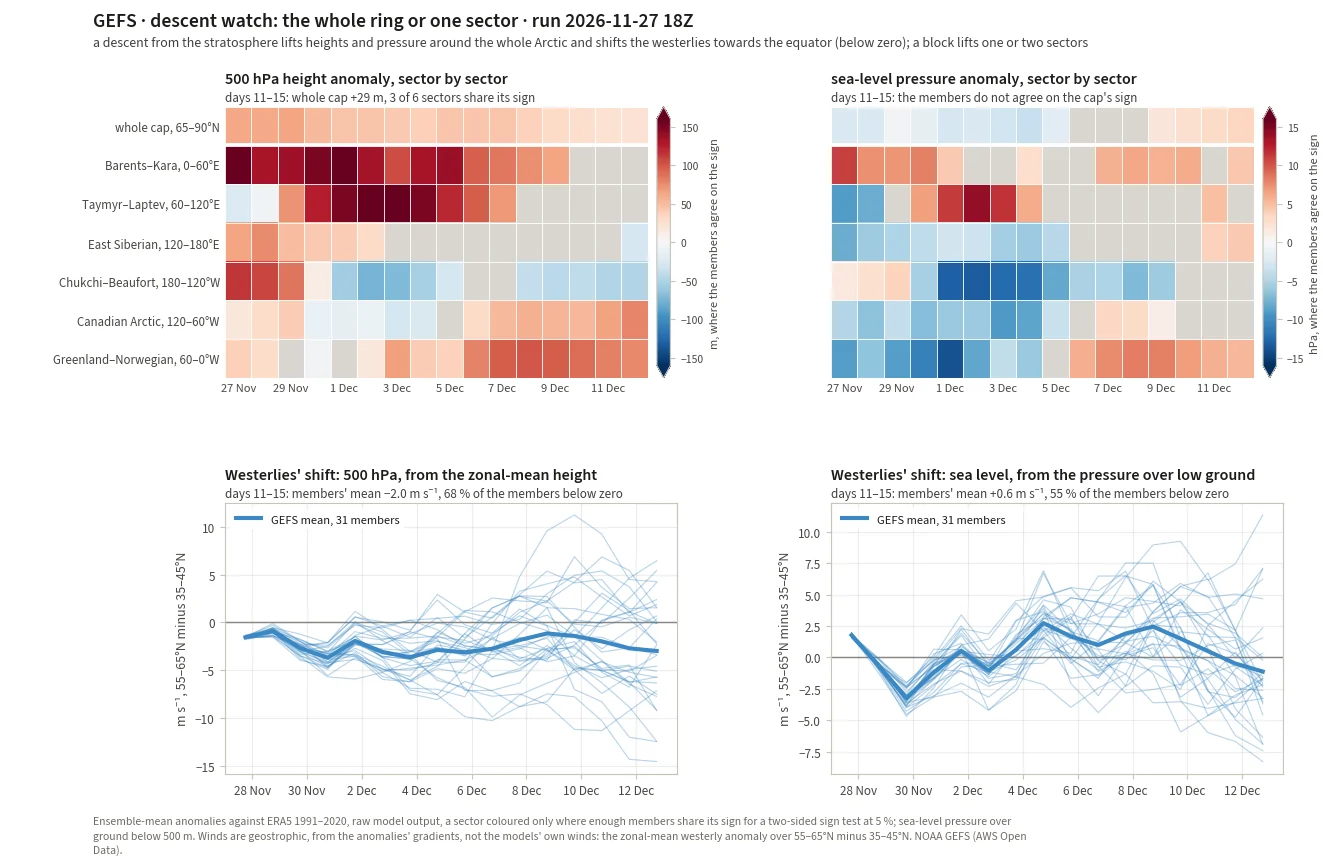 GEFS · descent watch: the whole ring or one sector · run 2026-11-27 18Z
a descent from the stratosphere lifts heights and pressure around the whole Arctic and shifts the westerlies towards the equator (below zero); a block lifts one or two sectors
500 hPa height anomaly, sector by sector
days 11–15: whole cap +29 m, 3 of 6 sectors share its sign
whole cap, 65–90°N
Barents–Kara, 0–60°E
Taymyr–Laptev, 60–120°E
East Siberian, 120–180°E
Chukchi–Beaufort, 180–120°W
Canadian Arctic, 120–60°W
Greenland–Norwegian, 60–0°W
27 Nov 29 Nov 1 Dec 3 Dec 5 Dec 7 Dec 9 Dec 11 Dec
150
100
50
0
−50
−100
−150
m, where the members agree on the sign
sea-level pressure anomaly, sector by sector
days 11–15: the members do not agree on the cap's sign
27 Nov 29 Nov 1 Dec 3 Dec 5 Dec 7 Dec 9 Dec 11 Dec
15
10
5
0
−5
−10
−15
hPa, where the members agree on the sign
Westerlies' shift: 500 hPa, from the zonal-mean height
days 11–15: members' mean −2.0 m s⁻¹, 68 % of the members below zero
GEFS mean, 31 members
m s⁻¹, 55–65°N minus 35–45°N
10
5
0
−5
−10
−15
28 Nov 30 Nov 2 Dec 4 Dec 6 Dec 8 Dec 10 Dec 12 Dec
Westerlies' shift: sea level, from the pressure over low ground
days 11–15: members' mean +0.6 m s⁻¹, 55 % of the members below zero
GEFS mean, 31 members
m s⁻¹, 55–65°N minus 35–45°N
10.0
7.5
5.0
2.5
0.0
−2.5
−5.0
−7.5
28 Nov 30 Nov 2 Dec 4 Dec 6 Dec 8 Dec 10 Dec 12 Dec
Ensemble-mean anomalies against ERA5 1991–2020, raw model output, a sector coloured only where enough members share its sign for a two-sided sign test at 5 %; sea-level pressure over
ground below 500 m. Winds are geostrophic, from the anomalies' gradients, not the models' own winds: the zonal-mean westerly anomaly over 55–65°N minus 35–45°N. NOAA GEFS (AWS Open
Data).